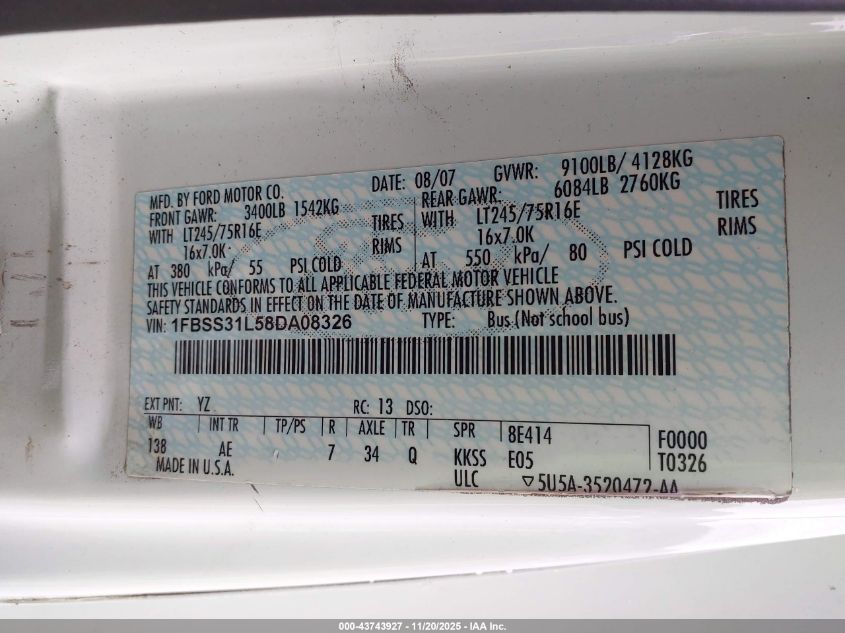 MFD. BY FORD MOTOR CO. DATE: 08/07 GVWR: 9100LB/ 4128KG
FRONT GAWR: 3400LB 1542KG REAR GAWR: 6084LB 2760KG
WITH LT245/75R16E TIRES WITH LT245/75R16E TIRES
16x7.0K RIMS 16x7.0K RIMS
AT 380 kPa/ 55 PSI COLD AT 550 kPa/ 80 PSI COLD
THIS VEHICLE CONFORMS TO ALL APPLICABLE FEDERAL MOTOR VEHICLE
SAFETY STANDARDS IN EFFECT ON THE DATE OF MANUFACTURE SHOWN ABOVE.
VIN: 1FBSS31L58DA08326 TYPE: Bus (Not school bus)
EXT PNT: YZ RC: 13 DSO:
WB INT TR TP/PS R AXLE TR SPR 8E414 F0000
138 AE 7 34 Q KKSS E05 T0326
MADE IN U.S.A. ULC ▽5U5A-3520472-AA
000-43743927 - 11/20/2025 - IAA Inc.